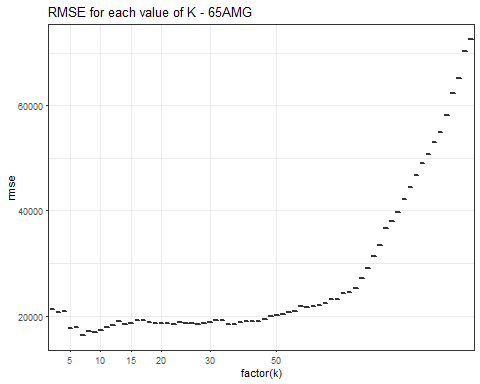 RMSE for each value of K - 65AMG
rmse
60000
40000
20000
5 10 15 20 30 50
factor(k)